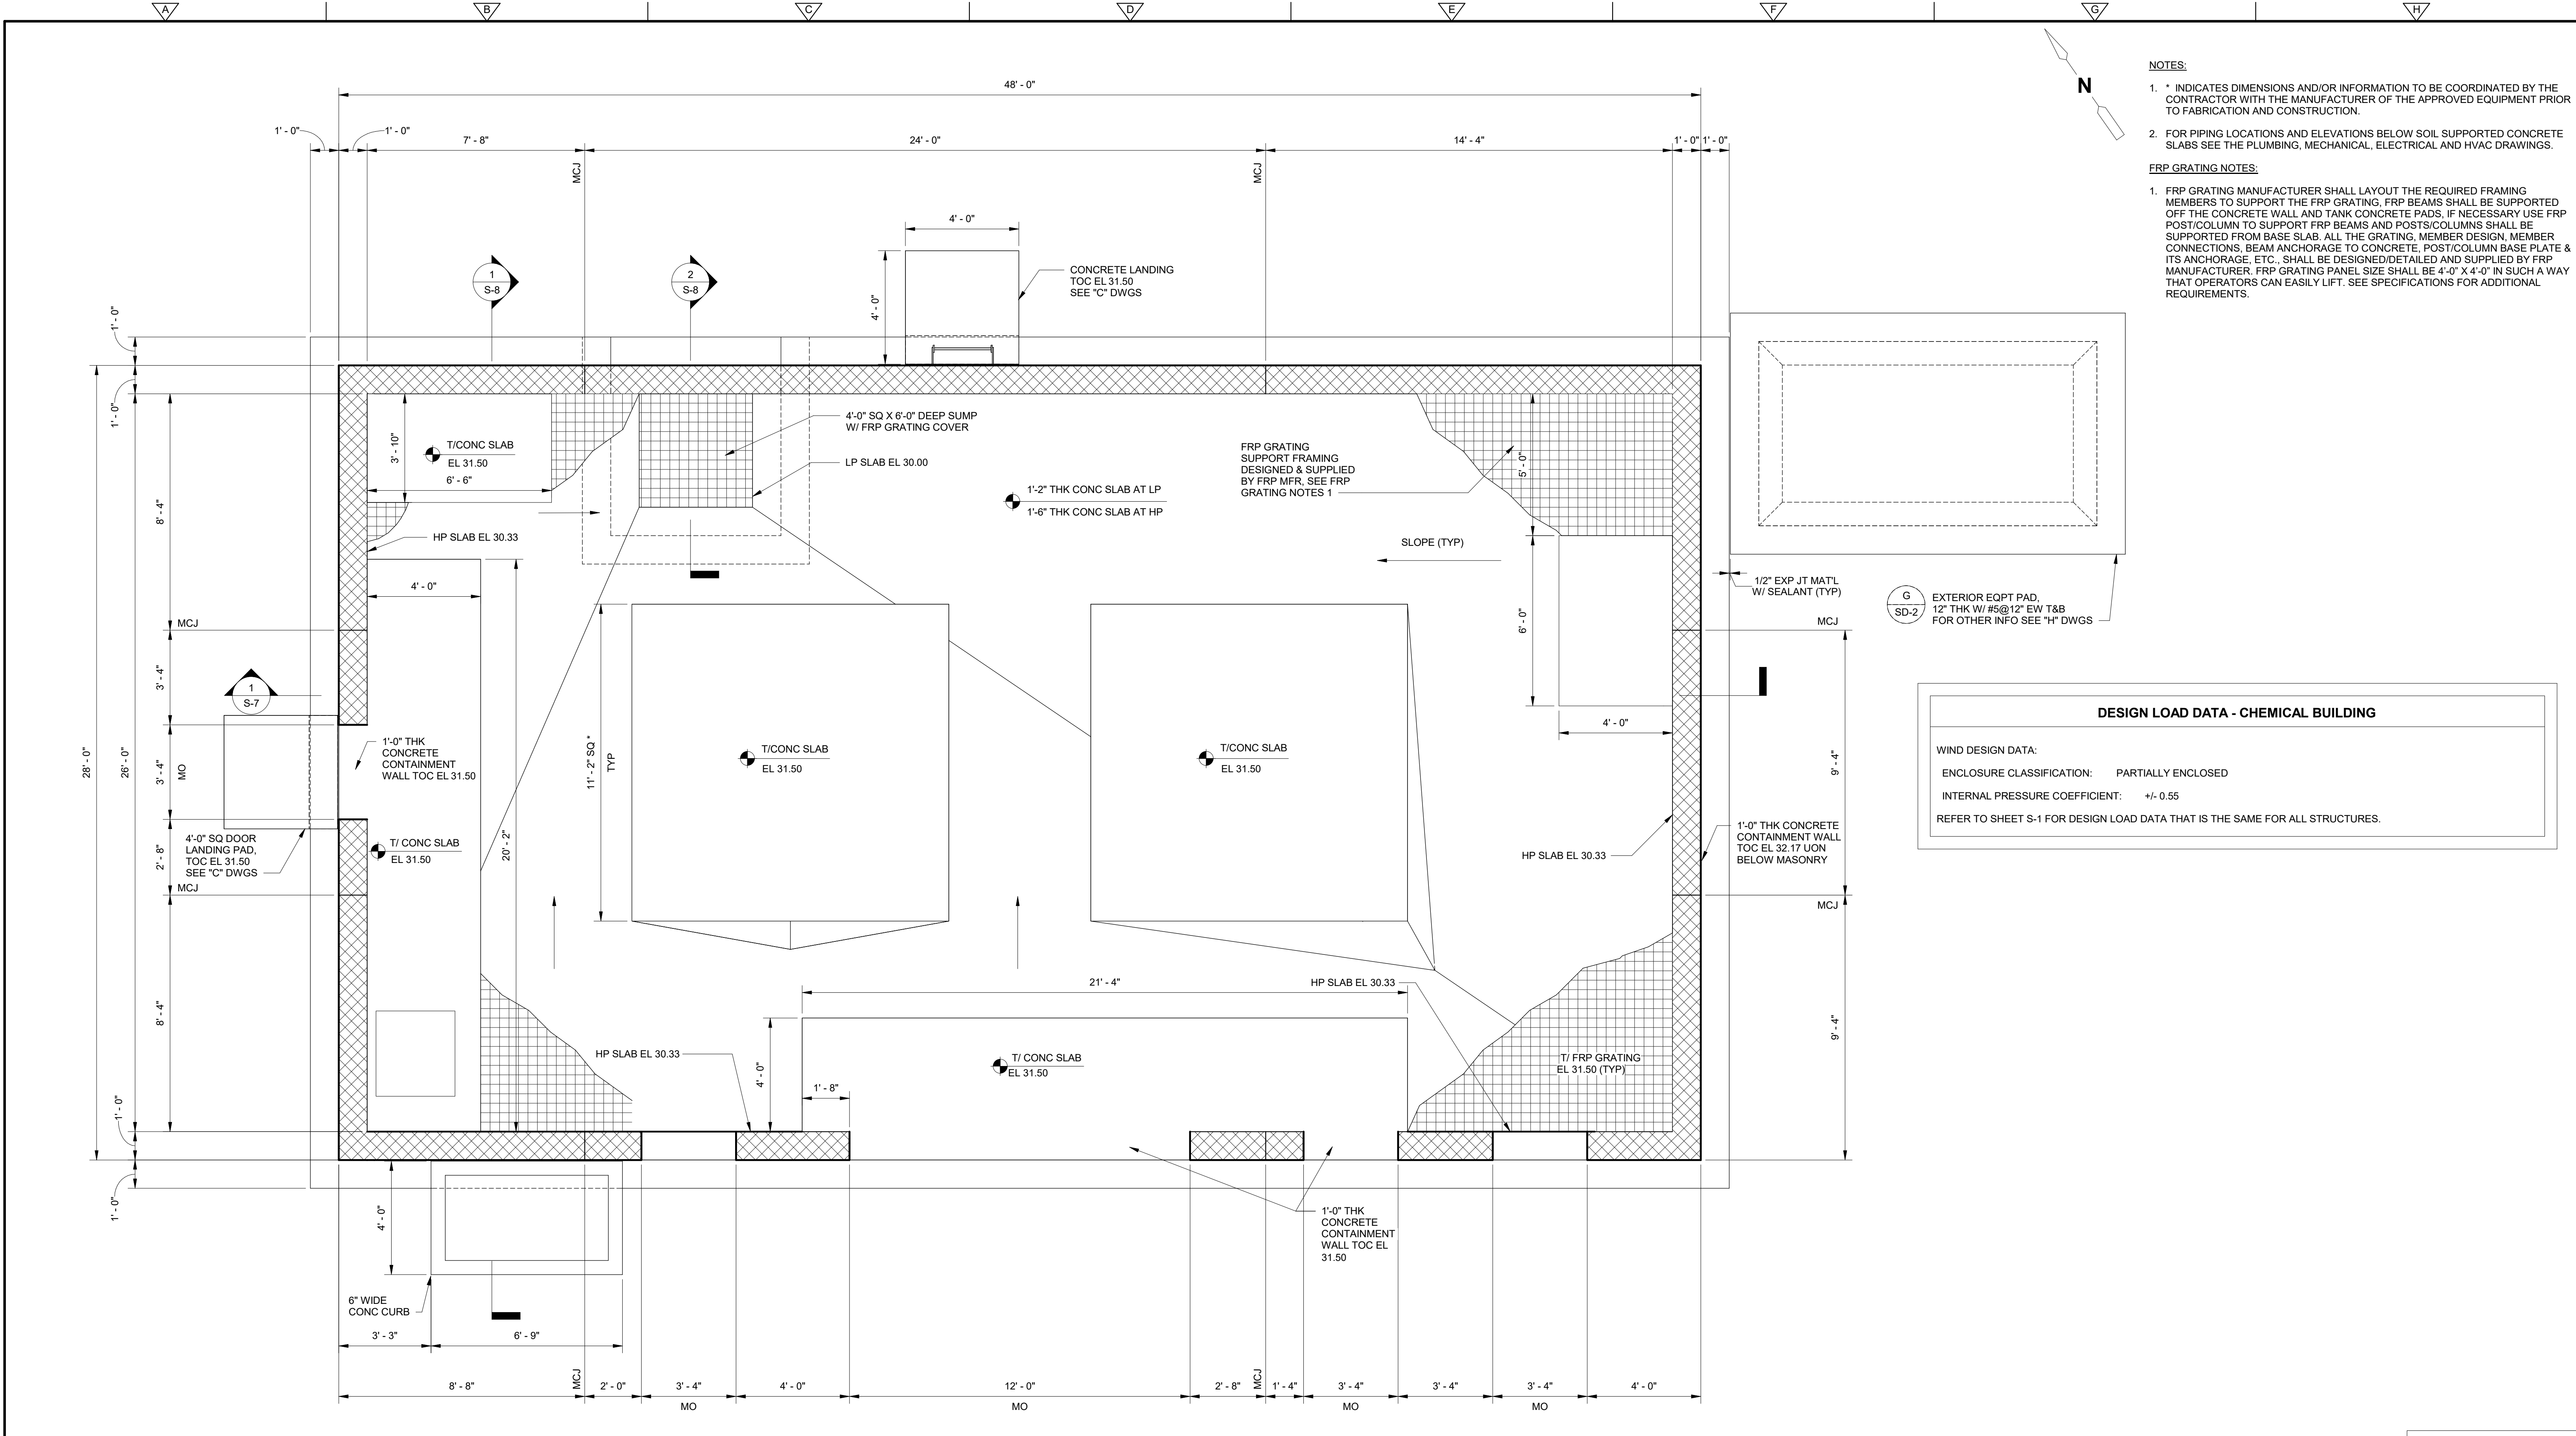 A
B
C
D
E
F
G
H
N
NOTES:
1. * INDICATES DIMENSIONS AND/OR INFORMATION TO BE COORDINATED BY THE
CONTRACTOR WITH THE MANUFACTURER OF THE APPROVED EQUIPMENT PRIOR
TO FABRICATION AND CONSTRUCTION.
2. FOR PIPING LOCATIONS AND ELEVATIONS BELOW SOIL SUPPORTED CONCRETE
SLABS SEE THE PLUMBING, MECHANICAL, ELECTRICAL AND HVAC DRAWINGS.
FRP GRATING NOTES:
1. FRP GRATING MANUFACTURER SHALL LAYOUT THE REQUIRED FRAMING
MEMBERS TO SUPPORT THE FRP GRATING, FRP BEAMS SHALL BE SUPPORTED
OFF THE CONCRETE WALL AND TANK CONCRETE PADS, IF NECESSARY USE FRP
POST/COLUMN TO SUPPORT FRP BEAMS AND POSTS/COLUMNS SHALL BE
SUPPORTED FROM BASE SLAB. ALL THE GRATING, MEMBER DESIGN, MEMBER
CONNECTIONS, BEAM ANCHORAGE TO CONCRETE, POST/COLUMN BASE PLATE &
ITS ANCHORAGE, ETC., SHALL BE DESIGNED/DETAILED AND SUPPLIED BY FRP
MANUFACTURER. FRP GRATING PANEL SIZE SHALL BE 4'-0" X 4'-0" IN SUCH A WAY
THAT OPERATORS CAN EASILY LIFT. SEE SPECIFICATIONS FOR ADDITIONAL
REQUIREMENTS.
48' - 0"
1' - 0"
1' - 0"
7' - 8"
24' - 0"
14' - 4"
1' - 0"
1' - 0"
MCJ
MCJ
4' - 0"
4' - 0"
CONCRETE LANDING
TOC EL 31.50
SEE "C" DWGS
1
S-8
2
S-8
1' - 0"
1' - 0"
4'-0" SQ X 6'-0" DEEP SUMP
W/ FRP GRATING COVER
LP SLAB EL 30.00
T/CONC SLAB
EL 31.50
3' - 10"
6' - 6"
1'-2" THK CONC SLAB AT LP
1'-6" THK CONC SLAB AT HP
FRP GRATING
SUPPORT FRAMING
DESIGNED & SUPPLIED
BY FRP MFR, SEE FRP
GRATING NOTES 1
5' - 0"
HP SLAB EL 30.33
SLOPE (TYP)
8' - 4"
4' - 0"
1/2" EXP JT MAT'L
W/ SEALANT (TYP)
G
SD-2
EXTERIOR EQPT PAD,
12" THK W/ #5@12" EW T&B
FOR OTHER INFO SEE "H" DWGS
MCJ
MCJ
6' - 0"
4' - 0"
3' - 4"
1
S-7
28' - 0"
26' - 0"
3' - 4"
MO
1'-0" THK
CONCRETE
CONTAINMENT
WALL TOC EL 31.50
11' - 2" SQ *
TYP
T/CONC SLAB
EL 31.50
T/CONC SLAB
EL 31.50
9' - 4"
DESIGN LOAD DATA - CHEMICAL BUILDING
WIND DESIGN DATA:
ENCLOSURE CLASSIFICATION: PARTIALLY ENCLOSED
INTERNAL PRESSURE COEFFICIENT: +/- 0.55
REFER TO SHEET S-1 FOR DESIGN LOAD DATA THAT IS THE SAME FOR ALL STRUCTURES.
4'-0" SQ DOOR
LANDING PAD,
TOC EL 31.50
SEE "C" DWGS
2' - 8"
T/ CONC SLAB
EL 31.50
20' - 2"
HP SLAB EL 30.33
1'-0" THK CONCRETE
CONTAINMENT WALL
TOC EL 32.17 UON
BELOW MASONRY
MCJ
MCJ
8' - 4"
21' - 4"
HP SLAB EL 30.33
9' - 4"
HP SLAB EL 30.33
4' - 0"
1' - 8"
T/ CONC SLAB
EL 31.50
T/ FRP GRATING
EL 31.50 (TYP)
1' - 0"
1' - 0"
4' - 0"
1'-0" THK
CONCRETE
CONTAINMENT
WALL TOC EL
31.50
6" WIDE
CONC CURB
3' - 3"
6' - 9"
8' - 8"
MCJ
2' - 0"
3' - 4"
MO
4' - 0"
12' - 0"
MO
2' - 8"
MCJ
1' - 4"
3' - 4"
MO
3' - 4"
3' - 4"
MO
4' - 0"